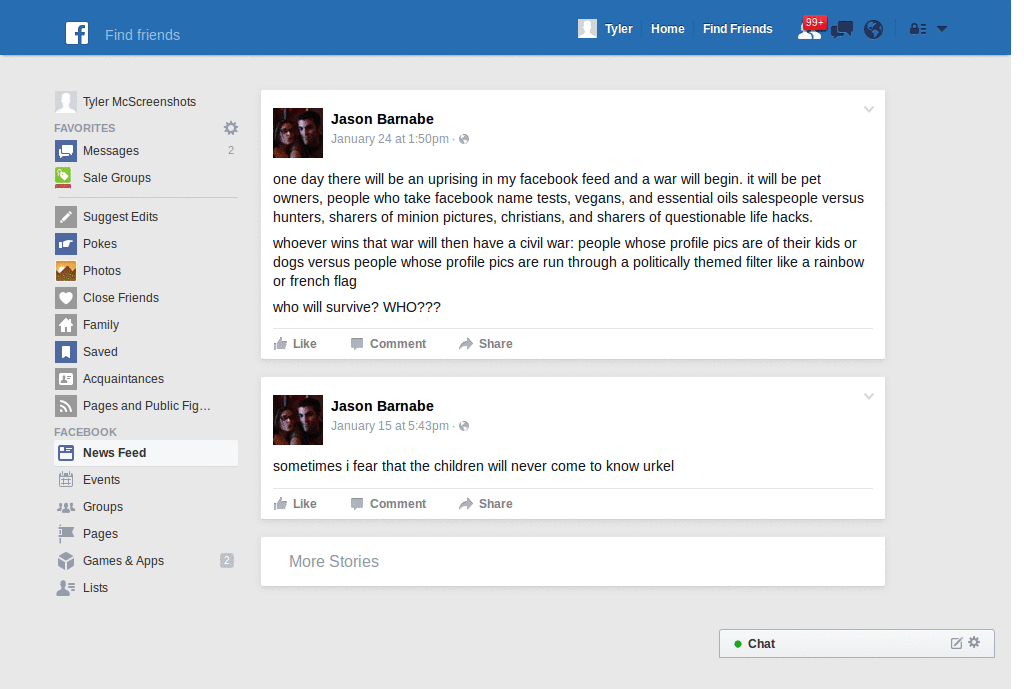 f Find friends Tyler Home Find Friends 99+
Tyler McScreenshots
FAVORITES
Messages 2
Sale Groups
Suggest Edits
Pokes
Photos
Close Friends
Family
Saved
Acquaintances
Pages and Public Fig...
FACEBOOK
News Feed
Events
Groups
Pages
Games & Apps 2
Lists
Jason Barnabe
January 24 at 1:50pm ·
one day there will be an uprising in my facebook feed and a war will begin. it will be pet
owners, people who take facebook name tests, vegans, and essential oils salespeople versus
hunters, sharers of minion pictures, christians, and sharers of questionable life hacks.
whoever wins that war will then have a civil war: people whose profile pics are of their kids or
dogs versus people whose profile pics are run through a politically themed filter like a rainbow
or french flag
who will survive? WHO???
Like Comment Share
Jason Barnabe
January 15 at 5:43pm ·
sometimes i fear that the children will never come to know urkel
Like Comment Share
More Stories
Chat